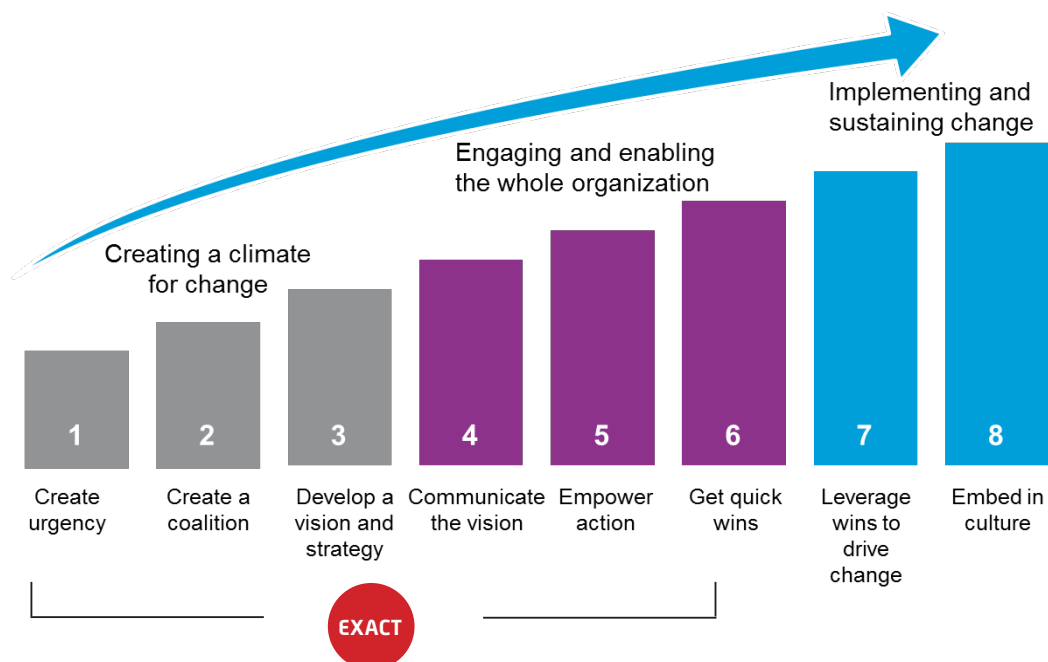 Implementing and
sustaining change
Engaging and enabling
the whole organization
Creating a climate
for change
1
2
3
4
5
6
7
8
Create
urgency
Create a
coalition
Develop a
vision and
strategy
Communicate
the vision
Empower
action
Get quick
wins
Leverage
wins to
drive
change
Embed in
culture
EXACT